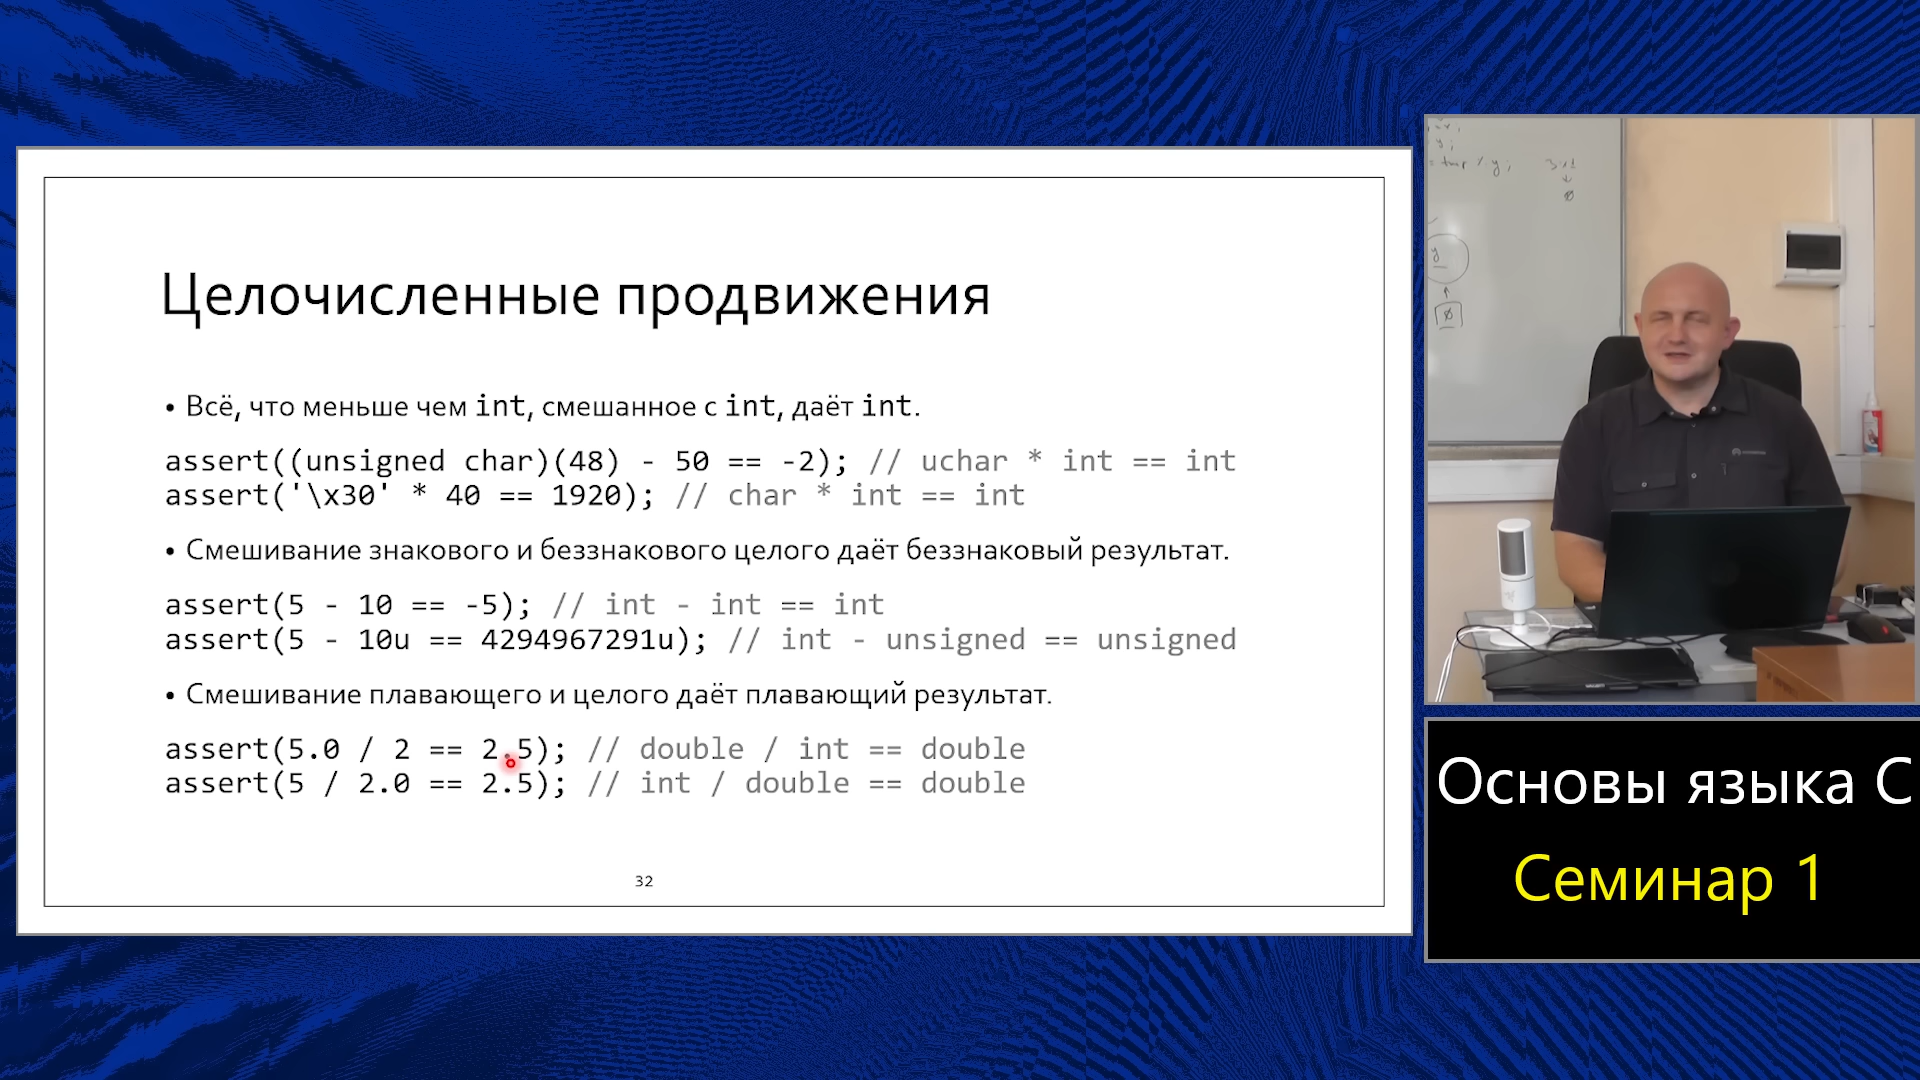 Целочисленные продвижения
• Всё, что меньше чем int, смешанное с int, даёт int.
assert((unsigned char)(48) - 50 == -2); // uchar * int == int
assert('\x30' * 40 == 1920); // char * int == int
• Смешивание знакового и беззнакового целого даёт беззнаковый результат.
assert(5 - 10 == -5); // int - int == int
assert(5 - 10u == 4294967291u); // int - unsigned == unsigned
• Смешивание плавающего и целого даёт плавающий результат.
assert(5.0 / 2 == 2.5); // double / int == double
assert(5 / 2.0 == 2.5); // int / double == double
32
Основы языка C
Семинар 1